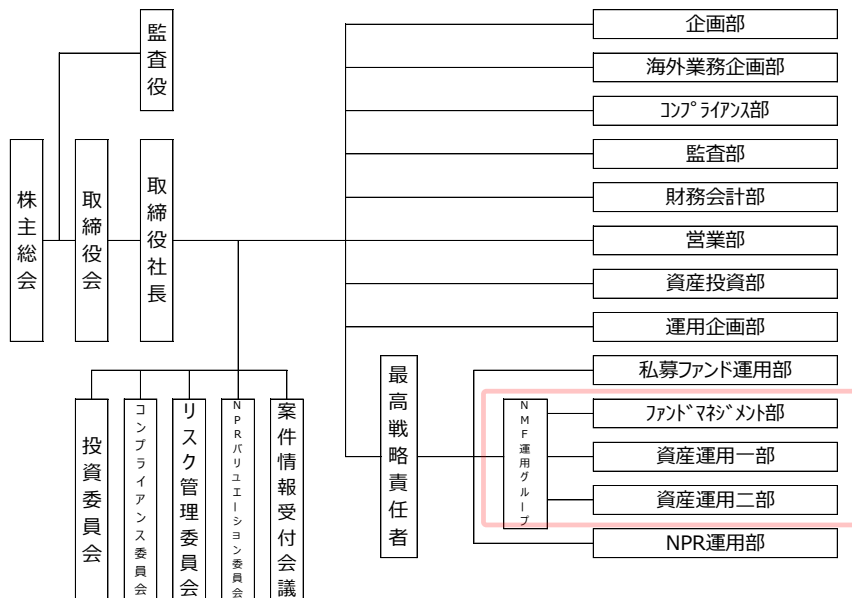 監査役
株主総会
取締役会
取締役社長
投資委員会
コンプライアンス委員会
リスク管理委員会
NPRバリュエーション委員会
案件情報受付会議
企画部
海外業務企画部
コンプライアンス部
監査部
財務会計部
営業部
資産投資部
運用企画部
最高戦略責任者
私募ファンド運用部
NMF運用グループ
ファンドマネジメント部
資産運用一部
資産運用二部
NPR運用部